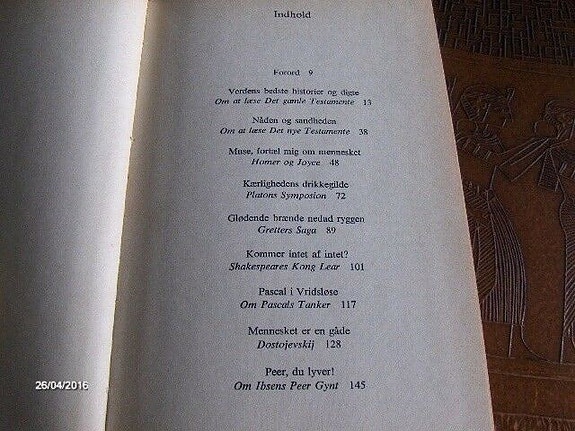 Indhold
Forord 9
Verdens bedste historier og digte
Om at læse Det gamle Testamente 13
Nåden og sandheden
Om at læse Det nye Testamente 38
Muse, fortæl mig om mennesket
Homer og Joyce 48
Kærlighedens drikkegilde
Platons Symposion 72
Glødende brænde nedad ryggen
Gretters Saga 89
Kommer intet af intet?
Shakespeares Kong Lear 101
Pascal i Vridsløse
Om Pascals Tanker 117
Mennesket er en gåde
Dostojevskij 128
Peer, du lyver!
Om Ibsens Peer Gynt 145
26/04/2016